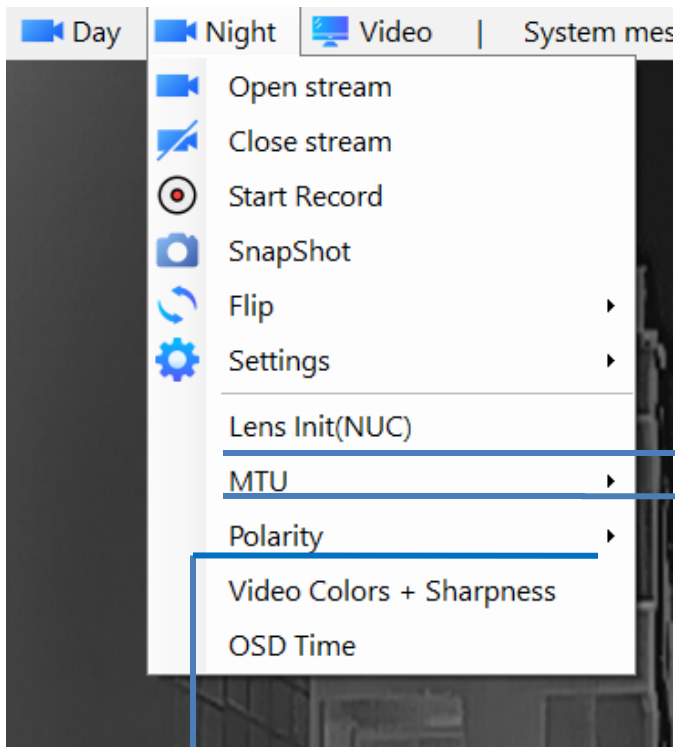 Day Night Video | System mes
Open stream
Close stream
Start Record
SnapShot
Flip
Settings
Lens Init(NUC)
MTU
Polarity
Video Colors + Sharpness
OSD Time